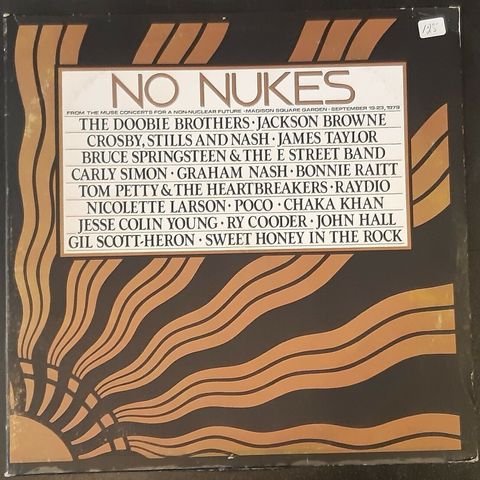 NO NUKES
FROM THE MUSE CONCERTS FOR A NON-NUCLEAR FUTURE • MADISON SQUARE GARDEN • SEPTEMBER 19-23, 1979
THE DOOBIE BROTHERS • JACKSON BROWNE
CROSBY, STILLS AND NASH • JAMES TAYLOR
BRUCE SPRINGSTEEN & THE E STREET BAND
CARLY SIMON • GRAHAM NASH • BONNIE RAITT
TOM PETTY & THE HEARTBREAKERS • RAYDIO
NICOLETTE LARSON • POCO • CHAKA KHAN
JESSE COLIN YOUNG • RY COODER • JOHN HALL
GIL SCOTT-HERON • SWEET HONEY IN THE ROCK